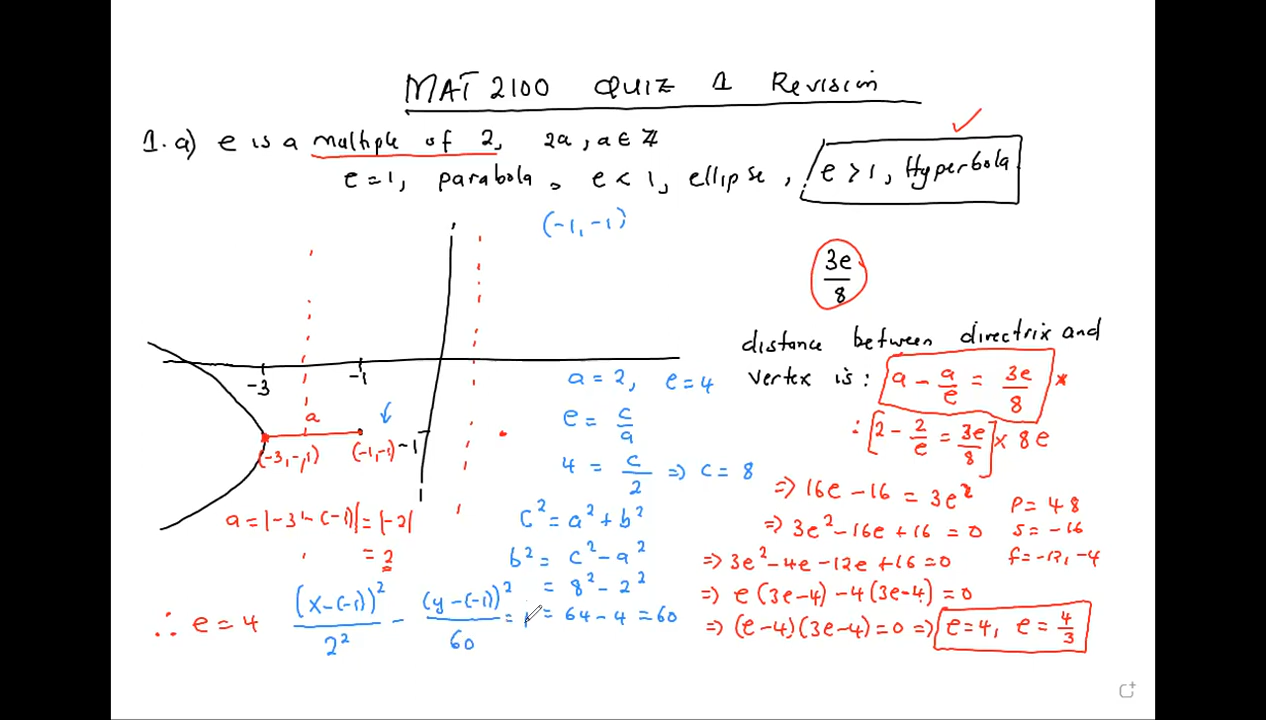 MAT 2100 QUIZ 1 Revision
1. a) e is a multiple of 2, 2a, a ∈ ℤ
e = 1, parabola, e < 1, ellipse, e > 1, Hyperbola
(-1, -1)
3e/8
distance between directrix and
vertex is: a - a/e = 3e/8 *
∴ [2 - 2/e = 3e/8] × 8e
⇒ 16e - 16 = 3e²
⇒ 3e² - 16e + 16 = 0
⇒ 3e² - 4e - 12e + 16 = 0
⇒ e(3e - 4) - 4(3e - 4) = 0
⇒ (e - 4)(3e - 4) = 0 ⇒ e = 4, e = 4/3
P = 48
S = -16
f = -12, -4
-3
-1
a
(-3, -1)
(-1, -1)
-1
a = |-3 - (-1)| = |-2|
= 2
a = 2, e = 4
e = c/a
4 = c/2 ⇒ c = 8
c² = a² + b²
b² = c² - a²
= 8² - 2²
= 64 - 4 = 60
∴ e = 4 (x - (-1))²/2² - (y - (-1))²/60 = 1